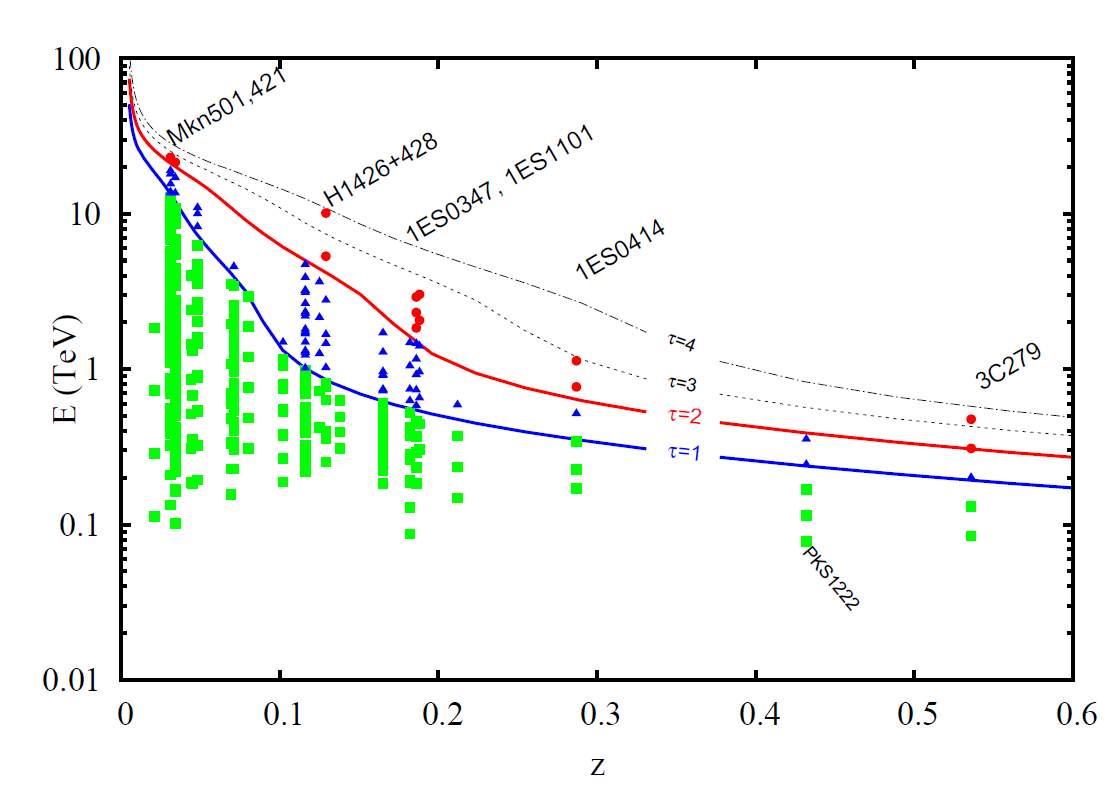 100
10
1
0.1
0.01
E (TeV)
Mkn501,421
H1426+428
1ES0347, 1ES1101
1ES0414
τ=4
τ=3
τ=2
τ=1
3C279
PKS1222
0
0.1
0.2
0.3
0.4
0.5
0.6
z